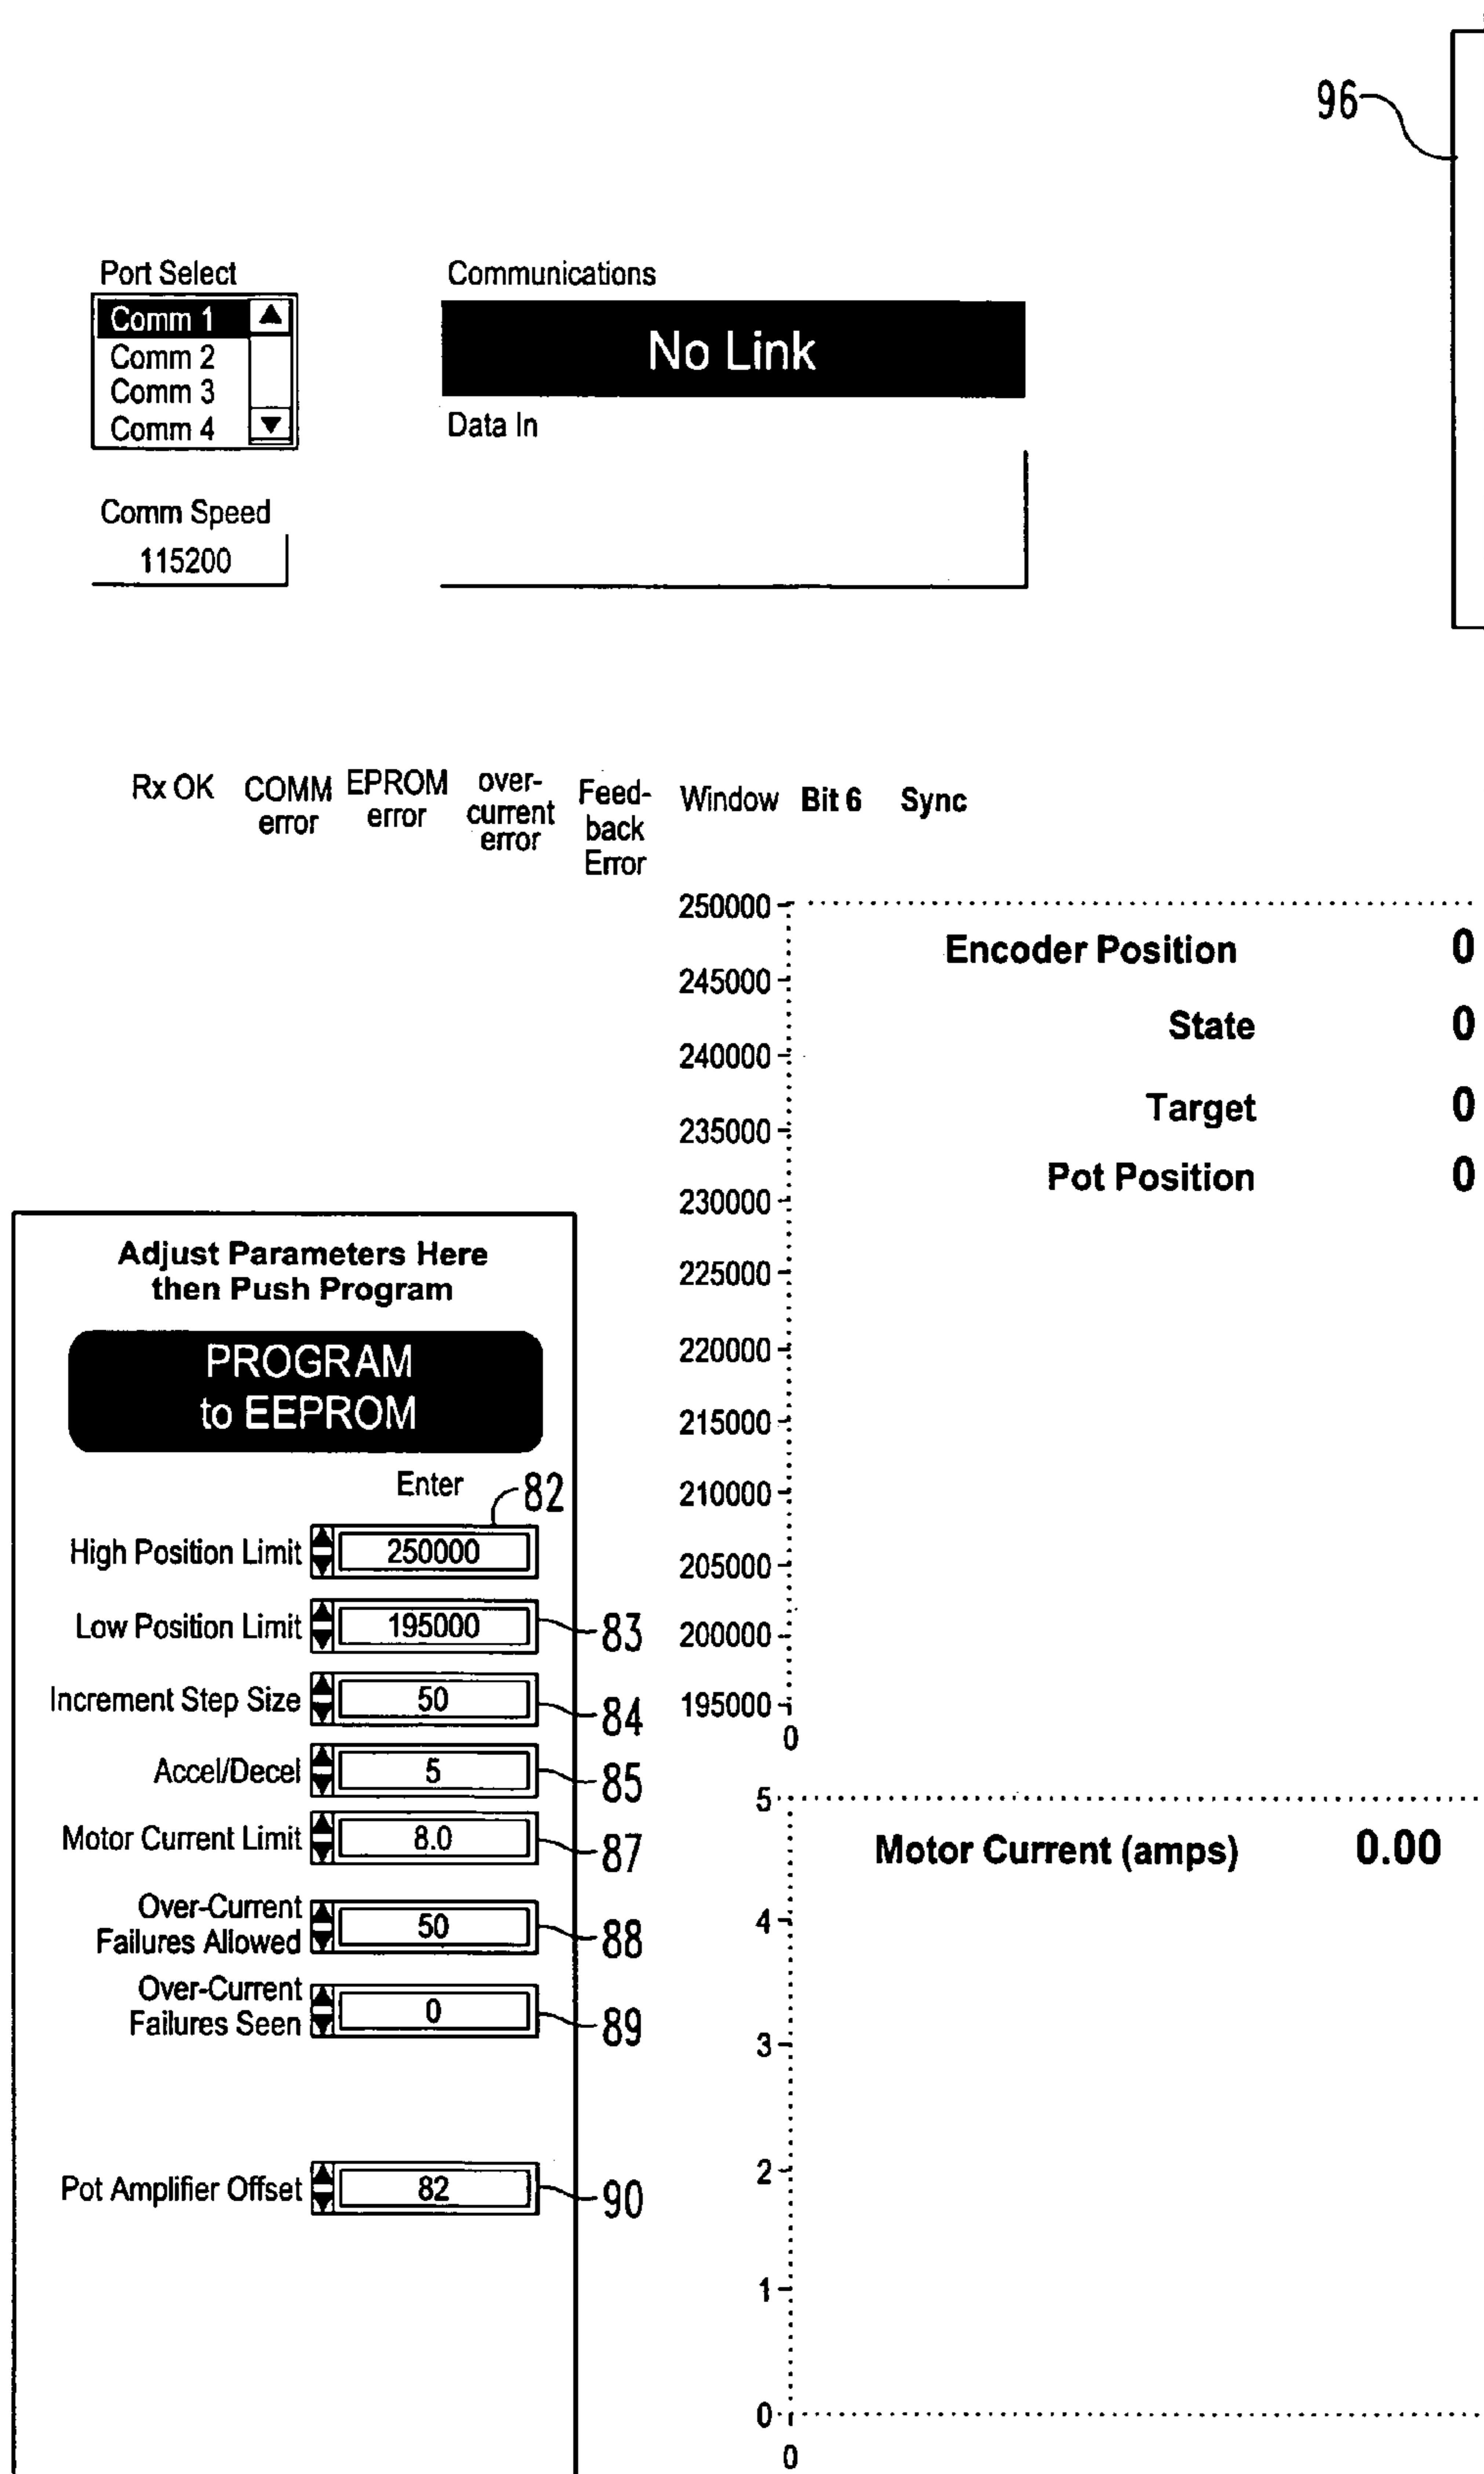 96
Port Select
Comm 1
Comm 2
Comm 3
Comm 4
Communications
No Link
Data In
Comm Speed
115200
Rx OK
COMM
error
EPROM
error
over-
current
error
Feed-
back
Error
Window
Bit 6
Sync
250000
245000
240000
235000
230000
225000
220000
215000
210000
205000
200000
195000
0
Encoder Position 0
State 0
Target 0
Pot Position 0
Adjust Parameters Here
then Push Program
PROGRAM
to EEPROM
Enter 82
High Position Limit 250000
Low Position Limit 195000 83
Increment Step Size 50 84
Accel/Decel 5 85
Motor Current Limit 8.0 87
Over-Current
Failures Allowed 50 88
Over-Current
Failures Seen 0 89
Pot Amplifier Offset 82 90
5
Motor Current (amps) 0.00
4
3
2
1
0
0